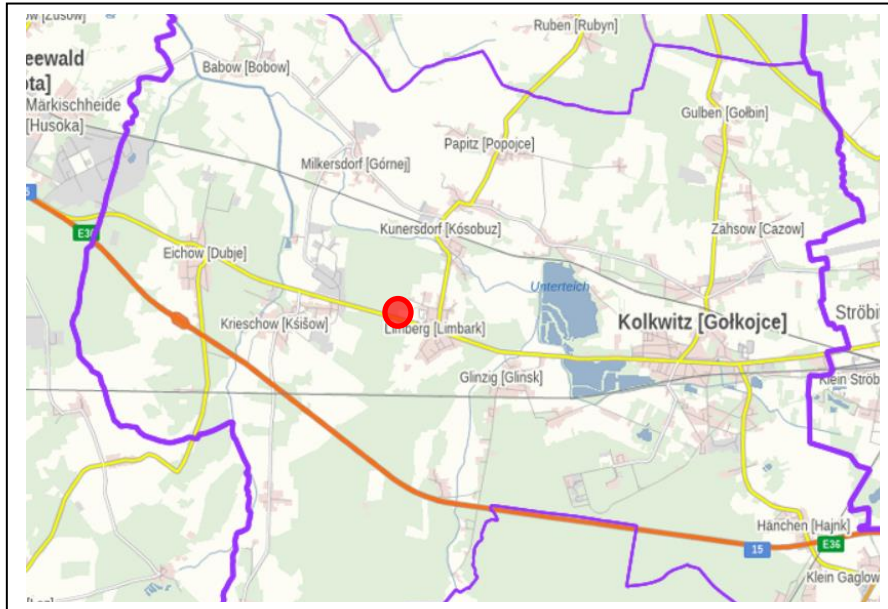 Ruben [Rubyn]
Babow [Bobow]
eewald
ota]
Märkischheide
[Husoka]
Gulben [Gołbin]
Papitz [Popojce]
Milkersdorf [Górnej]
Kunersdorf [Kósobuz]
Zahsow [Cazow]
E36
Eichow [Dubje]
Unterteich
Krieschow [Kśišow]
Limberg [Limbark]
Kolkwitz [Gołkojce]
Ströbit
Glinzig [Glinsk]
Klein Ströb
Hänchen [Hajnk]
15
E36
Klein Gaglow